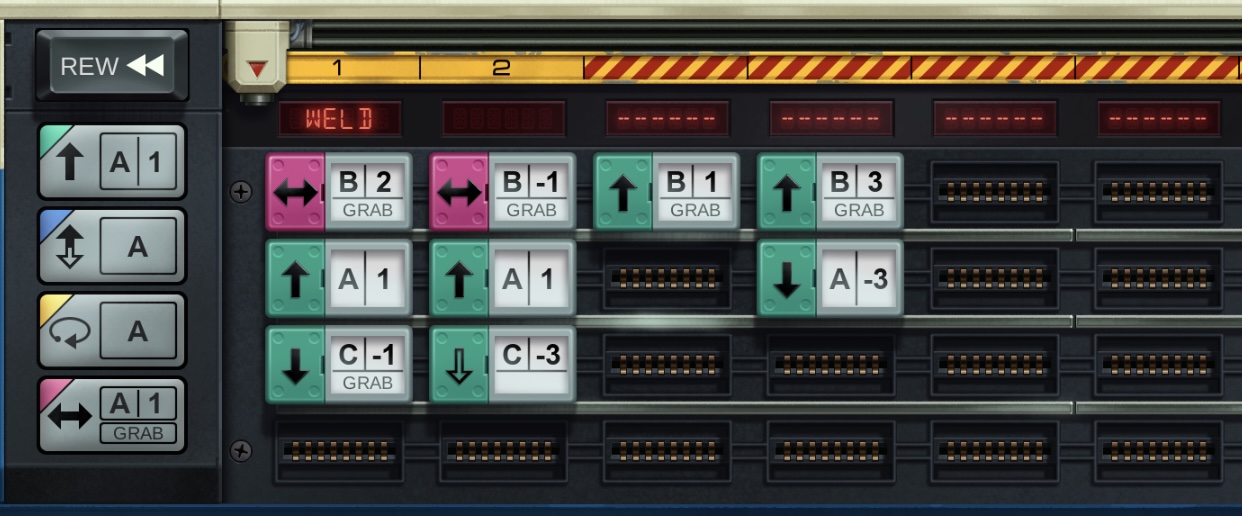 REW
1 2
WELD ------ ------ ------ ------
A 1
A
A
A 1
GRAB
B 2 B -1 B 1 B 3
GRAB GRAB GRAB GRAB
A 1 A 1 A -3
C -1 C -3
GRAB